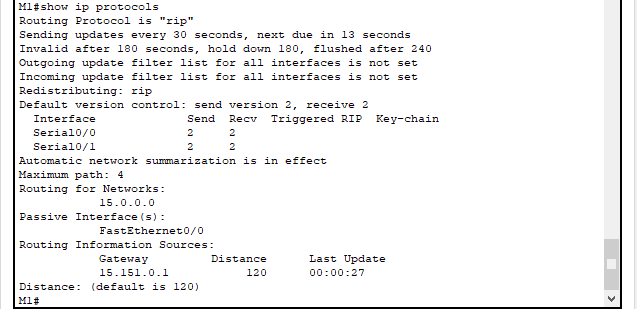 M1#show ip protocols
Routing Protocol is "rip"
Sending updates every 30 seconds, next due in 13 seconds
Invalid after 180 seconds, hold down 180, flushed after 240
Outgoing update filter list for all interfaces is not set
Incoming update filter list for all interfaces is not set
Redistributing: rip
Default version control: send version 2, receive 2
  Interface             Send  Recv  Triggered RIP  Key-chain
  Serial0/0             2     2
  Serial0/1             2     2
Automatic network summarization is in effect
Maximum path: 4
Routing for Networks:
            15.0.0.0
Passive Interface(s):
            FastEthernet0/0
Routing Information Sources:
            Gateway         Distance      Last Update
            15.151.0.1           120      00:00:27
Distance: (default is 120)
M1#